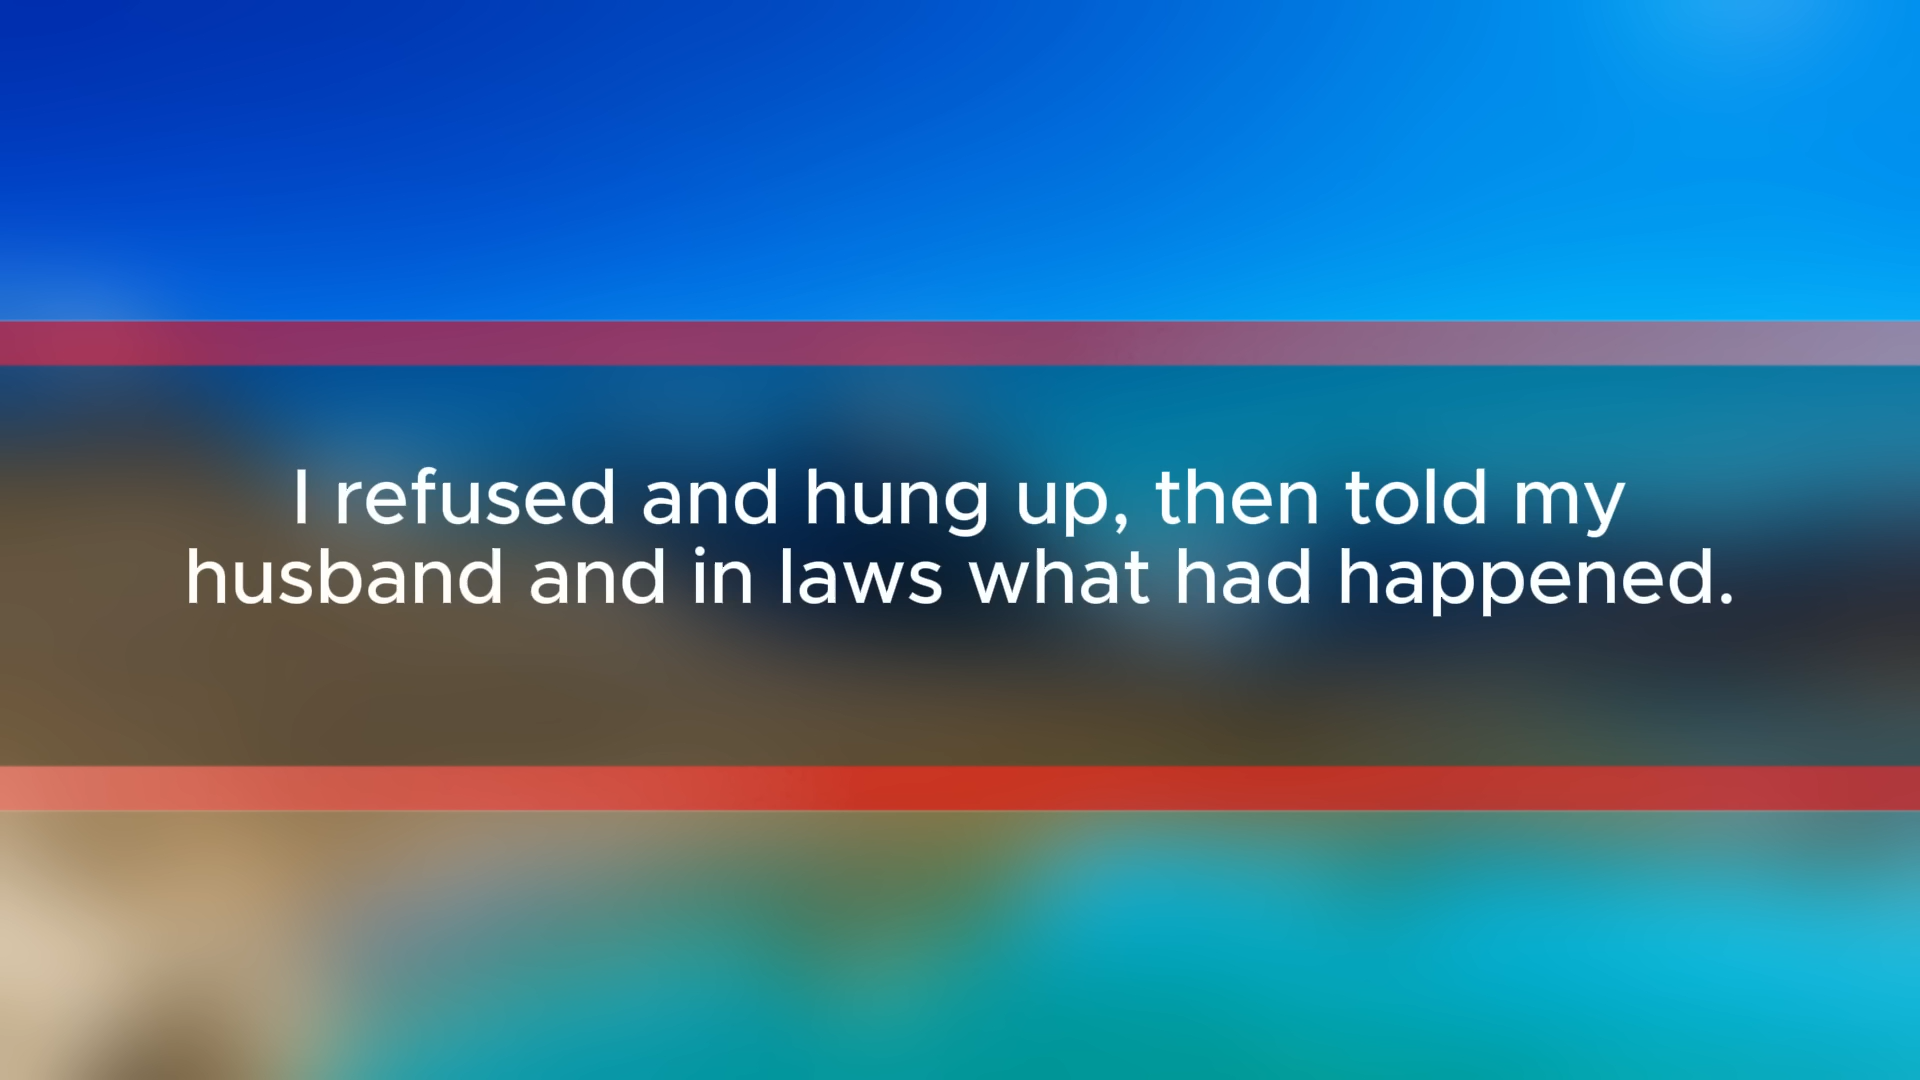 I refused and hung up, then told my
husband and in laws what had happened.